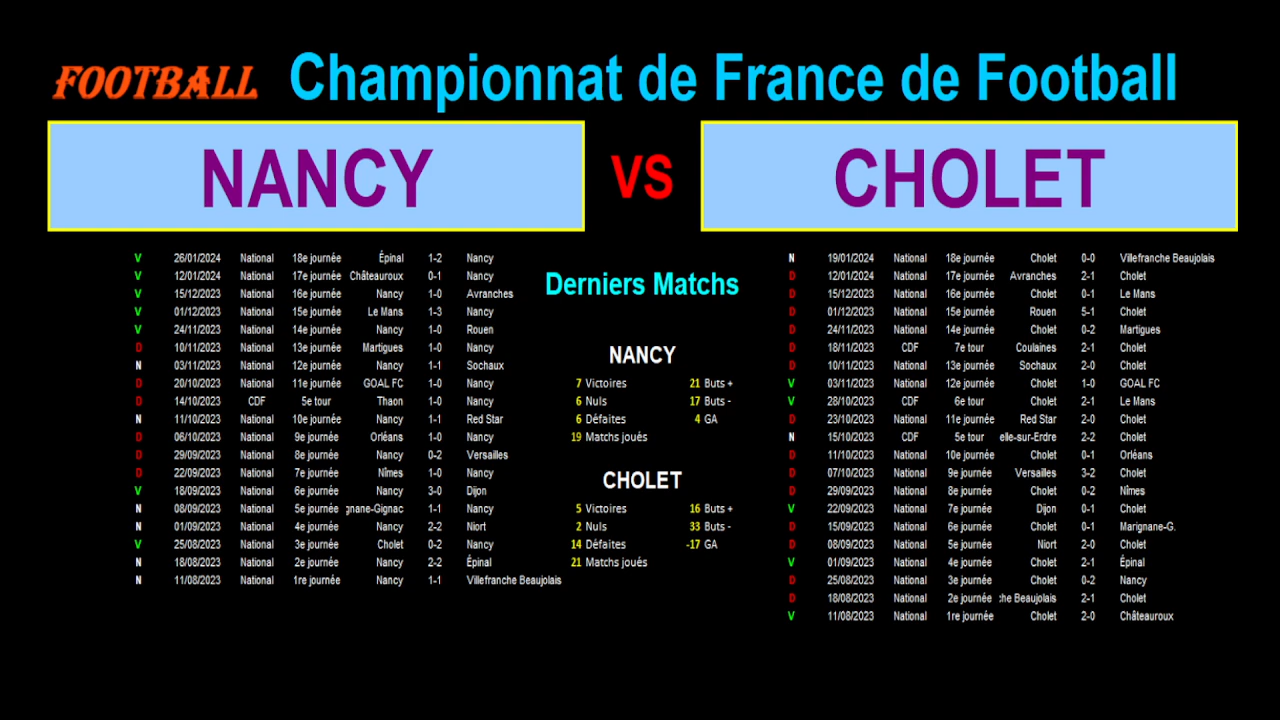 FOOTBALL Championnat de France de Football
NANCY VS CHOLET
V 26/01/2024 National 18e journée Épinal 1-2 Nancy
V 12/01/2024 National 17e journée Châteauroux 0-1 Nancy
V 15/12/2023 National 16e journée Nancy 1-0 Avranches
V 01/12/2023 National 15e journée Le Mans 1-3 Nancy
V 24/11/2023 National 14e journée Nancy 1-0 Rouen
D 10/11/2023 National 13e journée Martigues 1-0 Nancy
N 03/11/2023 National 12e journée Nancy 1-1 Sochaux
D 20/10/2023 National 11e journée GOAL FC 1-0 Nancy
D 14/10/2023 CDF 5e tour Thaon 1-0 Nancy
N 11/10/2023 National 10e journée Nancy 1-1 Red Star
D 06/10/2023 National 9e journée Orléans 1-0 Nancy
D 29/09/2023 National 8e journée Nancy 0-2 Versailles
D 22/09/2023 National 7e journée Nîmes 1-0 Nancy
V 18/09/2023 National 6e journée Nancy 3-0 Dijon
N 08/09/2023 National 5e journée gnane-Gignac 1-1 Nancy
N 01/09/2023 National 4e journée Nancy 2-2 Niort
V 25/08/2023 National 3e journée Cholet 0-2 Nancy
N 18/08/2023 National 2e journée Nancy 2-2 Épinal
N 11/08/2023 National 1re journée Nancy 1-1 Villefranche Beaujolais
Derniers Matchs
NANCY
7 Victoires 21 Buts +
6 Nuls 17 Buts -
6 Défaites 4 GA
19 Matchs joués
CHOLET
5 Victoires 16 Buts +
2 Nuls 33 Buts -
14 Défaites -17 GA
21 Matchs joués
N 19/01/2024 National 18e journée Cholet 0-0 Villefranche Beaujolais
D 12/01/2024 National 17e journée Avranches 2-1 Cholet
D 15/12/2023 National 16e journée Cholet 0-1 Le Mans
D 01/12/2023 National 15e journée Rouen 5-1 Cholet
D 24/11/2023 National 14e journée Cholet 0-2 Martigues
D 18/11/2023 CDF 7e tour Coulaines 2-1 Cholet
D 10/11/2023 National 13e journée Sochaux 2-0 Cholet
V 03/11/2023 National 12e journée Cholet 1-0 GOAL FC
V 28/10/2023 CDF 6e tour Cholet 2-1 Le Mans
D 23/10/2023 National 11e journée Red Star 2-0 Cholet
N 15/10/2023 CDF 5e tour elle-sur-Erdre 2-2 Cholet
D 11/10/2023 National 10e journée Cholet 0-1 Orléans
D 07/10/2023 National 9e journée Versailles 3-2 Cholet
D 29/09/2023 National 8e journée Cholet 0-2 Nîmes
V 22/09/2023 National 7e journée Dijon 0-1 Cholet
D 15/09/2023 National 6e journée Cholet 0-1 Marignane-G.
D 08/09/2023 National 5e journée Niort 2-0 Cholet
V 01/09/2023 National 4e journée Cholet 2-1 Épinal
D 25/08/2023 National 3e journée Cholet 0-2 Nancy
D 18/08/2023 National 2e journée he Beaujolais 2-1 Cholet
V 11/08/2023 National 1re journée Cholet 2-0 Châteauroux